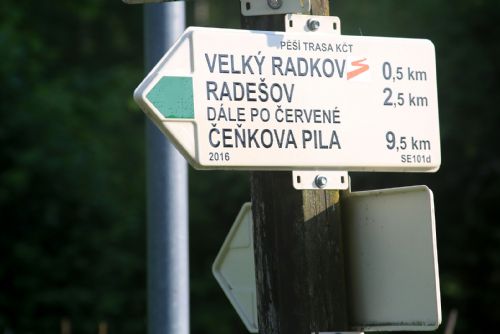 PĚŠÍ TRASA KČT
VELKÝ RADKOV 0,5 km
RADEŠOV 2,5 km
DÁLE PO ČERVENÉ
ČEŇKOVA PILA 9,5 km
2016 SE101d